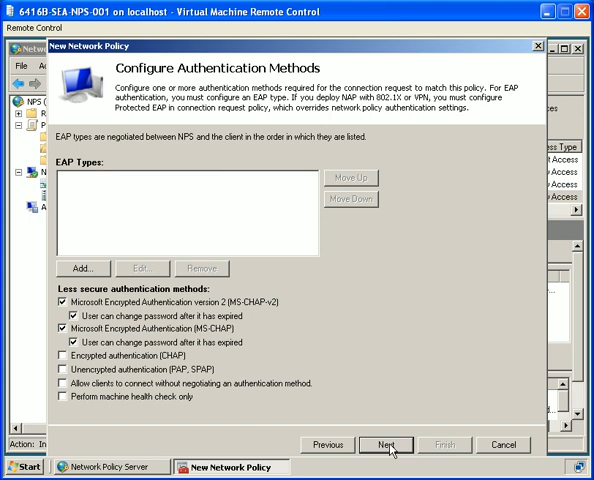 6416B-SEA-NPS-001 on localhost - Virtual Machine Remote Control
Remote Control
New Network Policy
File
Configure Authentication Methods
Configure one or more authentication methods required for the connection request to match this policy. For EAP
authentication, you must configure an EAP type. If you deploy NAP with 802.1X or VPN, you must configure
Protected EAP in connection request policy, which overrides network policy authentication settings.
NPS (
EAP types are negotiated between NPS and the client in the order in which they are listed.
EAP Types:
Move Up
Move Down
ess Type
t Access
Access
Access
Access
Add...
Edit...
Remove
Less secure authentication methods:
Microsoft Encrypted Authentication version 2 (MS-CHAP-v2)
User can change password after it has expired
Microsoft Encrypted Authentication (MS-CHAP)
User can change password after it has expired
Encrypted authentication (CHAP)
Unencrypted authentication (PAP, SPAP)
Allow clients to connect without negotiating an authentication method.
Perform machine health check only
Previous
Next
Finish
Cancel
Action: In
Start
Network Policy Server
New Network Policy